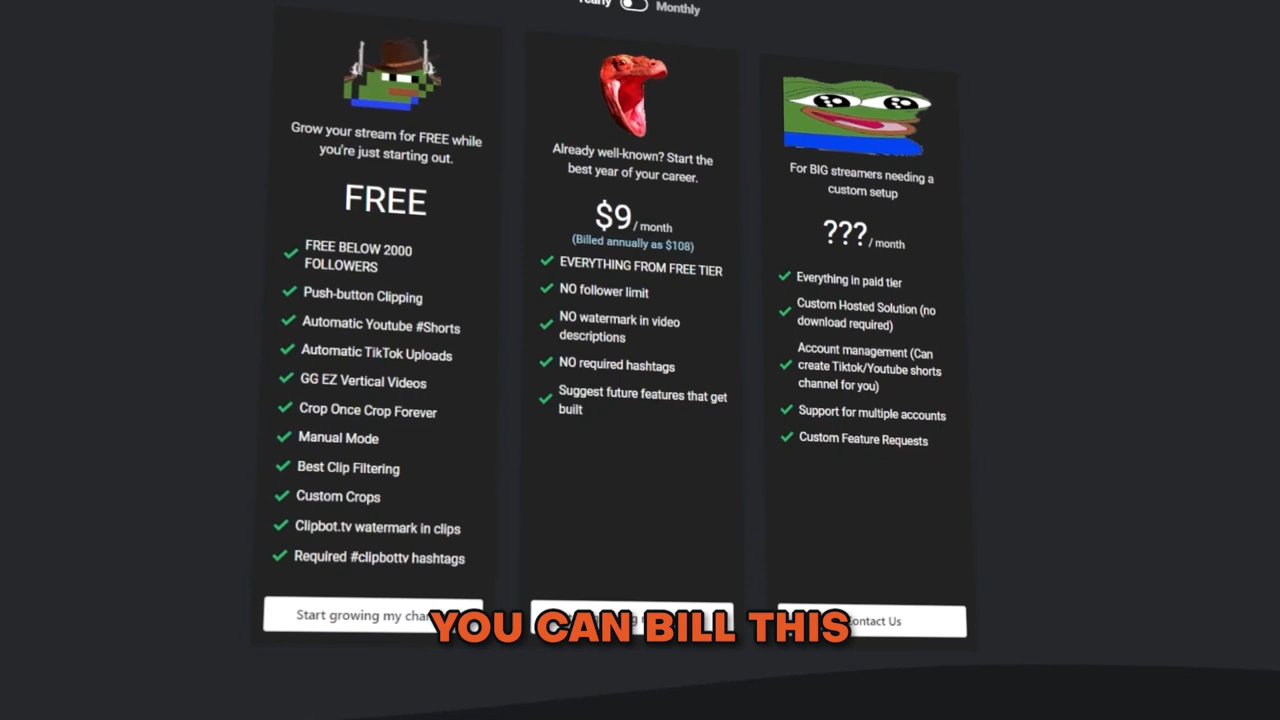 Monthly
Grow your stream for FREE while
you're just starting out.
FREE
FREE BELOW 2000
FOLLOWERS
Push-button Clipping
Automatic Youtube #Shorts
Automatic TikTok Uploads
GG EZ Vertical Videos
Crop Once Crop Forever
Manual Mode
Best Clip Filtering
Custom Crops
Clipbot.tv watermark in clips
Required #clipbottv hashtags
Start growing my
Already well-known? Start the
best year of your career.
$9 / month
(Billed annually as $108)
EVERYTHING FROM FREE TIER
NO follower limit
NO watermark in video
descriptions
NO required hashtags
Suggest future features that get
built
For BIG streamers needing a
custom setup
??? / month
Everything in paid tier
Custom Hosted Solution (no
download required)
Account management (Can
create Tiktok/Youtube shorts
channel for you)
Support for multiple accounts
Custom Feature Requests
Contact Us
YOU CAN BILL THIS